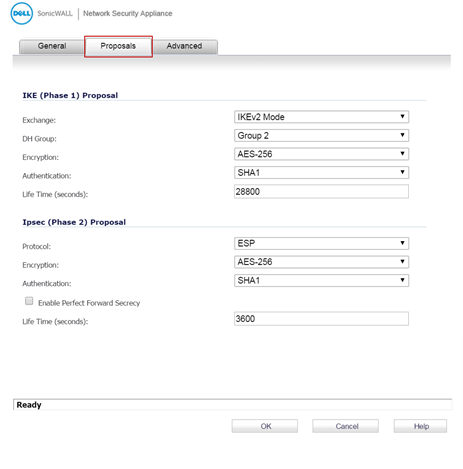 DELL SonicWALL | Network Security Appliance
General Proposals Advanced
IKE (Phase 1) Proposal
Exchange: IKEv2 Mode
DH Group: Group 2
Encryption: AES-256
Authentication: SHA1
Life Time (seconds): 28800
Ipsec (Phase 2) Proposal
Protocol: ESP
Encryption: AES-256
Authentication: SHA1
Enable Perfect Forward Secrecy
Life Time (seconds): 3600
Ready
OK Cancel Help